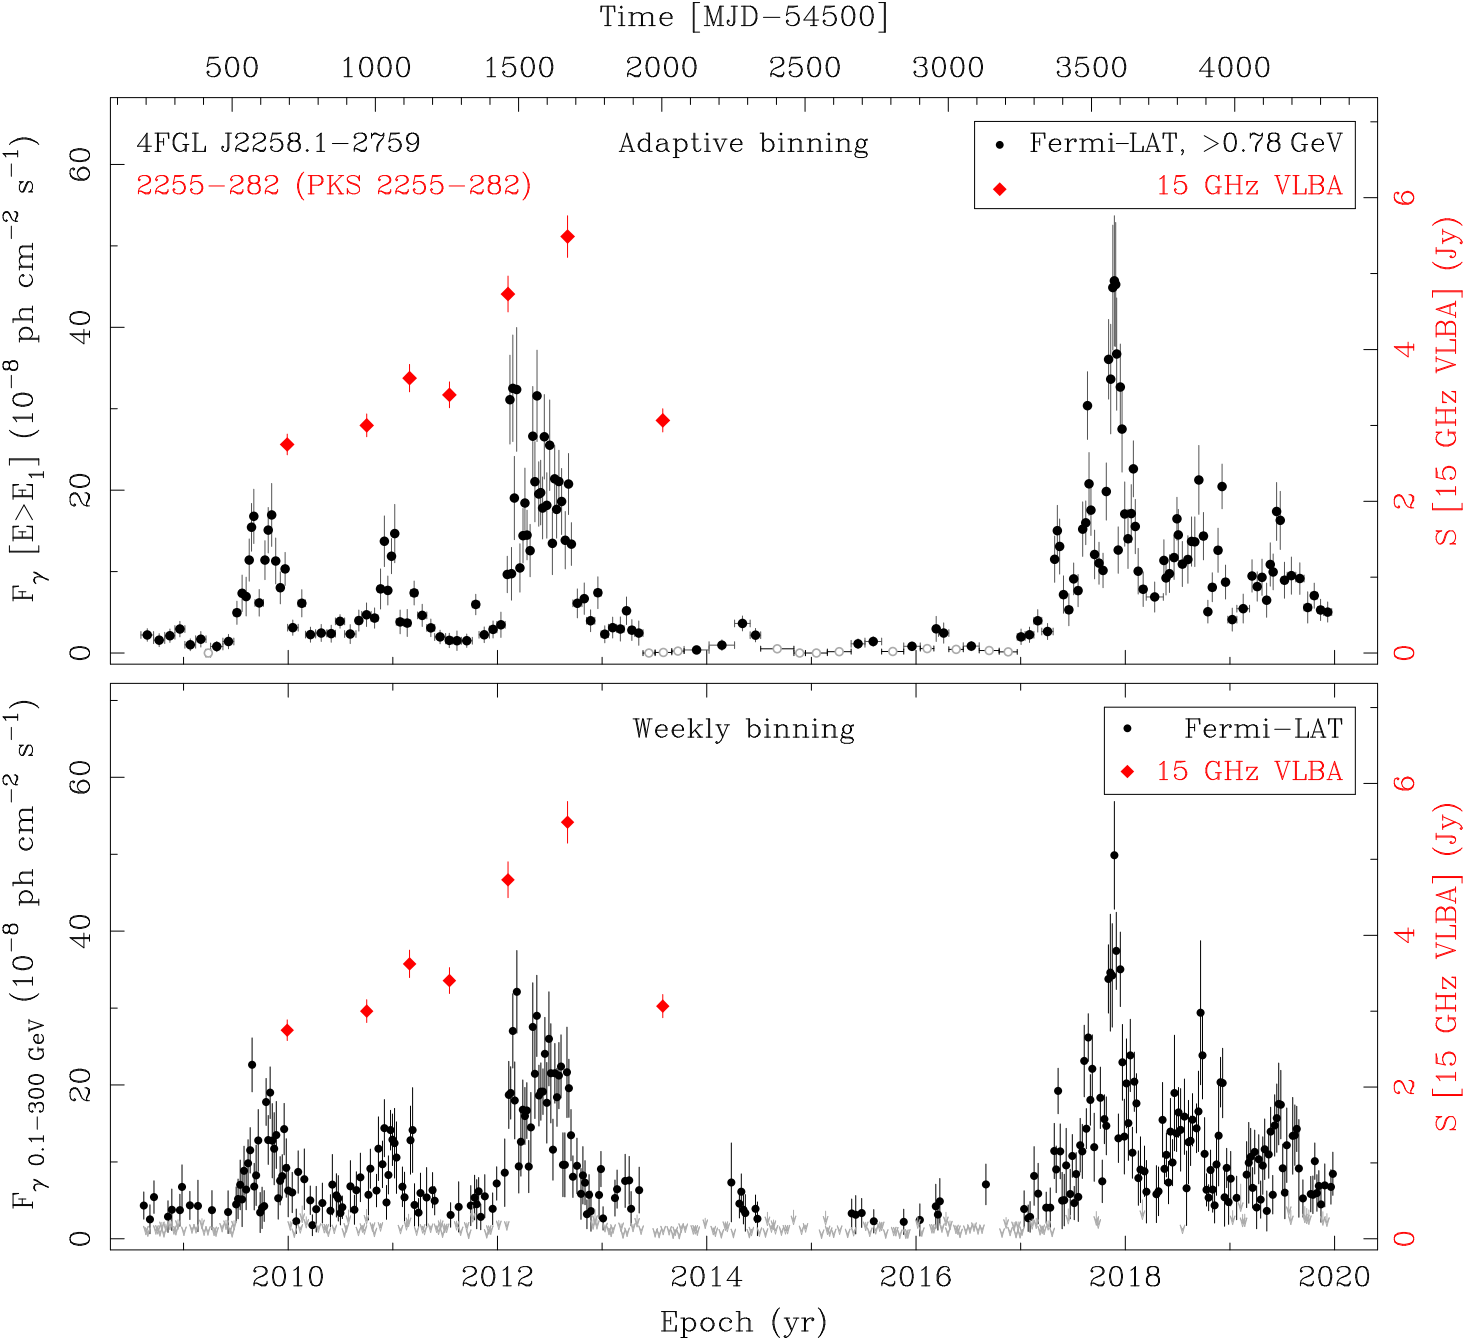 Time [MJD−54500]
500 1000 1500 2000 2500 3000 3500 4000
4FGL J2258.1−2759
2255−282 (PKS 2255−282)
Adaptive binning
Fermi−LAT, >0.78 GeV
15 GHz VLBA
F_γ [E>E_1] (10^−8 ph cm^−2 s^−1)
60
40
20
0
6
4
2
0
S [15 GHz VLBA] (Jy)
Weekly binning
Fermi−LAT
15 GHz VLBA
F_γ 0.1−300 GeV (10^−8 ph cm^−2 s^−1)
60
40
20
0
6
4
2
0
S [15 GHz VLBA] (Jy)
2010 2012 2014 2016 2018 2020
Epoch (yr)